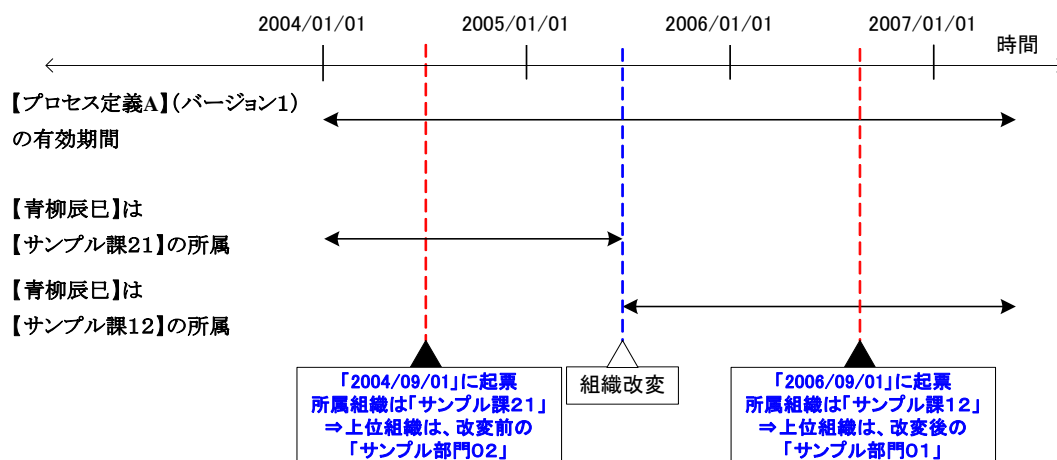 2004/01/01
2005/01/01
2006/01/01
2007/01/01
時間
【プロセス定義A】(バージョン1)
の有効期間
【青柳辰巳】は
【サンプル課21】の所属
【青柳辰巳】は
【サンプル課12】の所属
「2004/09/01」に起票
所属組織は「サンプル課21」
⇒上位組織は、改変前の
「サンプル部門02」
組織改変
「2006/09/01」に起票
所属組織は「サンプル課12」
⇒上位組織は、改変後の
「サンプル部門01」